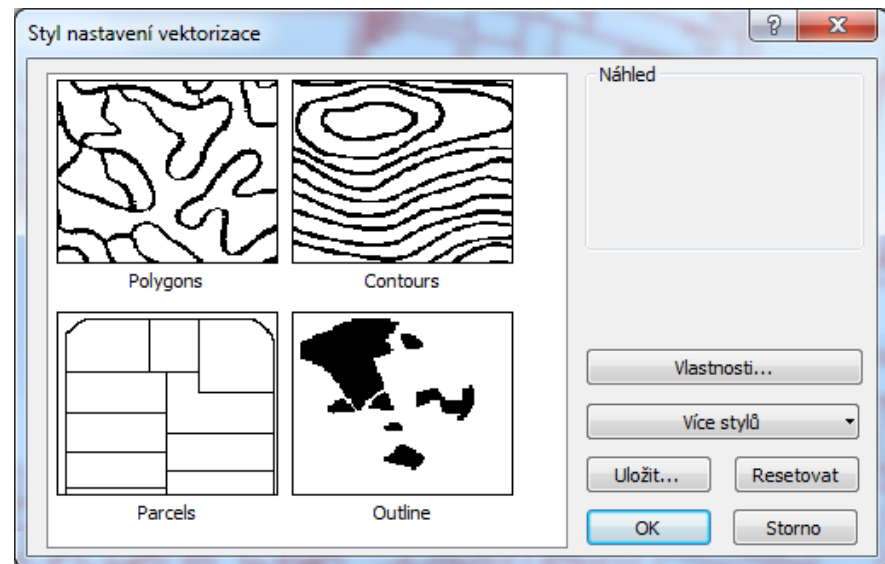 Styl nastavení vektorizace
Polygons
Contours
Parcels
Outline
Náhled
Vlastnosti...
Více stylů
Uložit...
Resetovat
OK
Storno